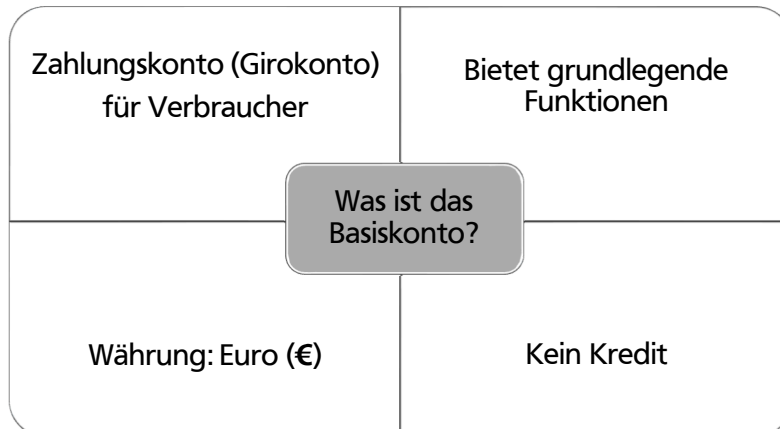 Zahlungskonto (Girokonto)
für Verbraucher
Bietet grundlegende
Funktionen
Was ist das
Basiskonto?
Währung: Euro (€)
Kein Kredit